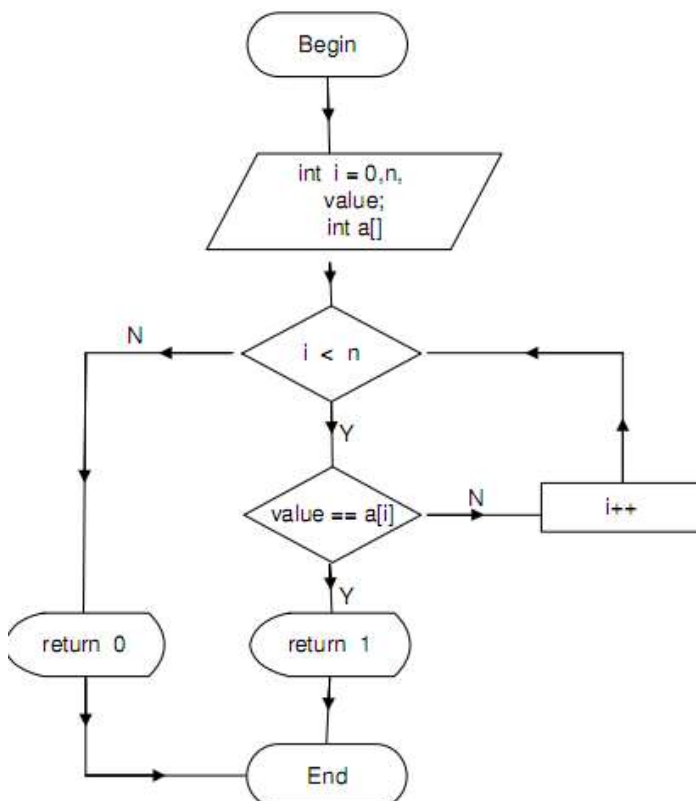 Begin
int i = 0,n,
value;
int a[]
N
i < n
Y
value == a[i]
N
i++
Y
return 0
return 1
End